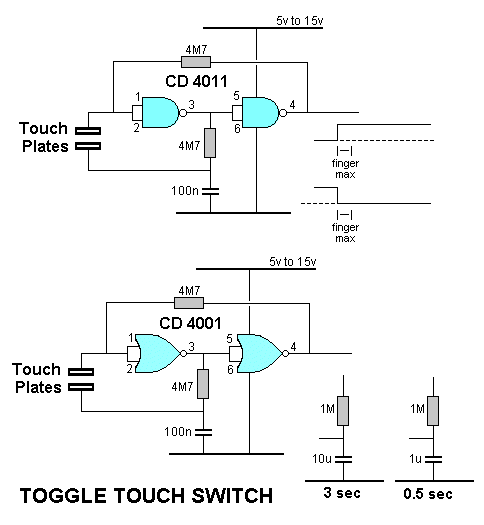 5v to 15v
4M7
CD 4011
1
2
3
5
6
4
Touch
Plates
4M7
100n
finger
max
finger
max
5v to 15v
4M7
CD 4001
1
2
3
5
6
4
Touch
Plates
4M7
100n
1M
10u
3 sec
1M
1u
0.5 sec
TOGGLE TOUCH SWITCH